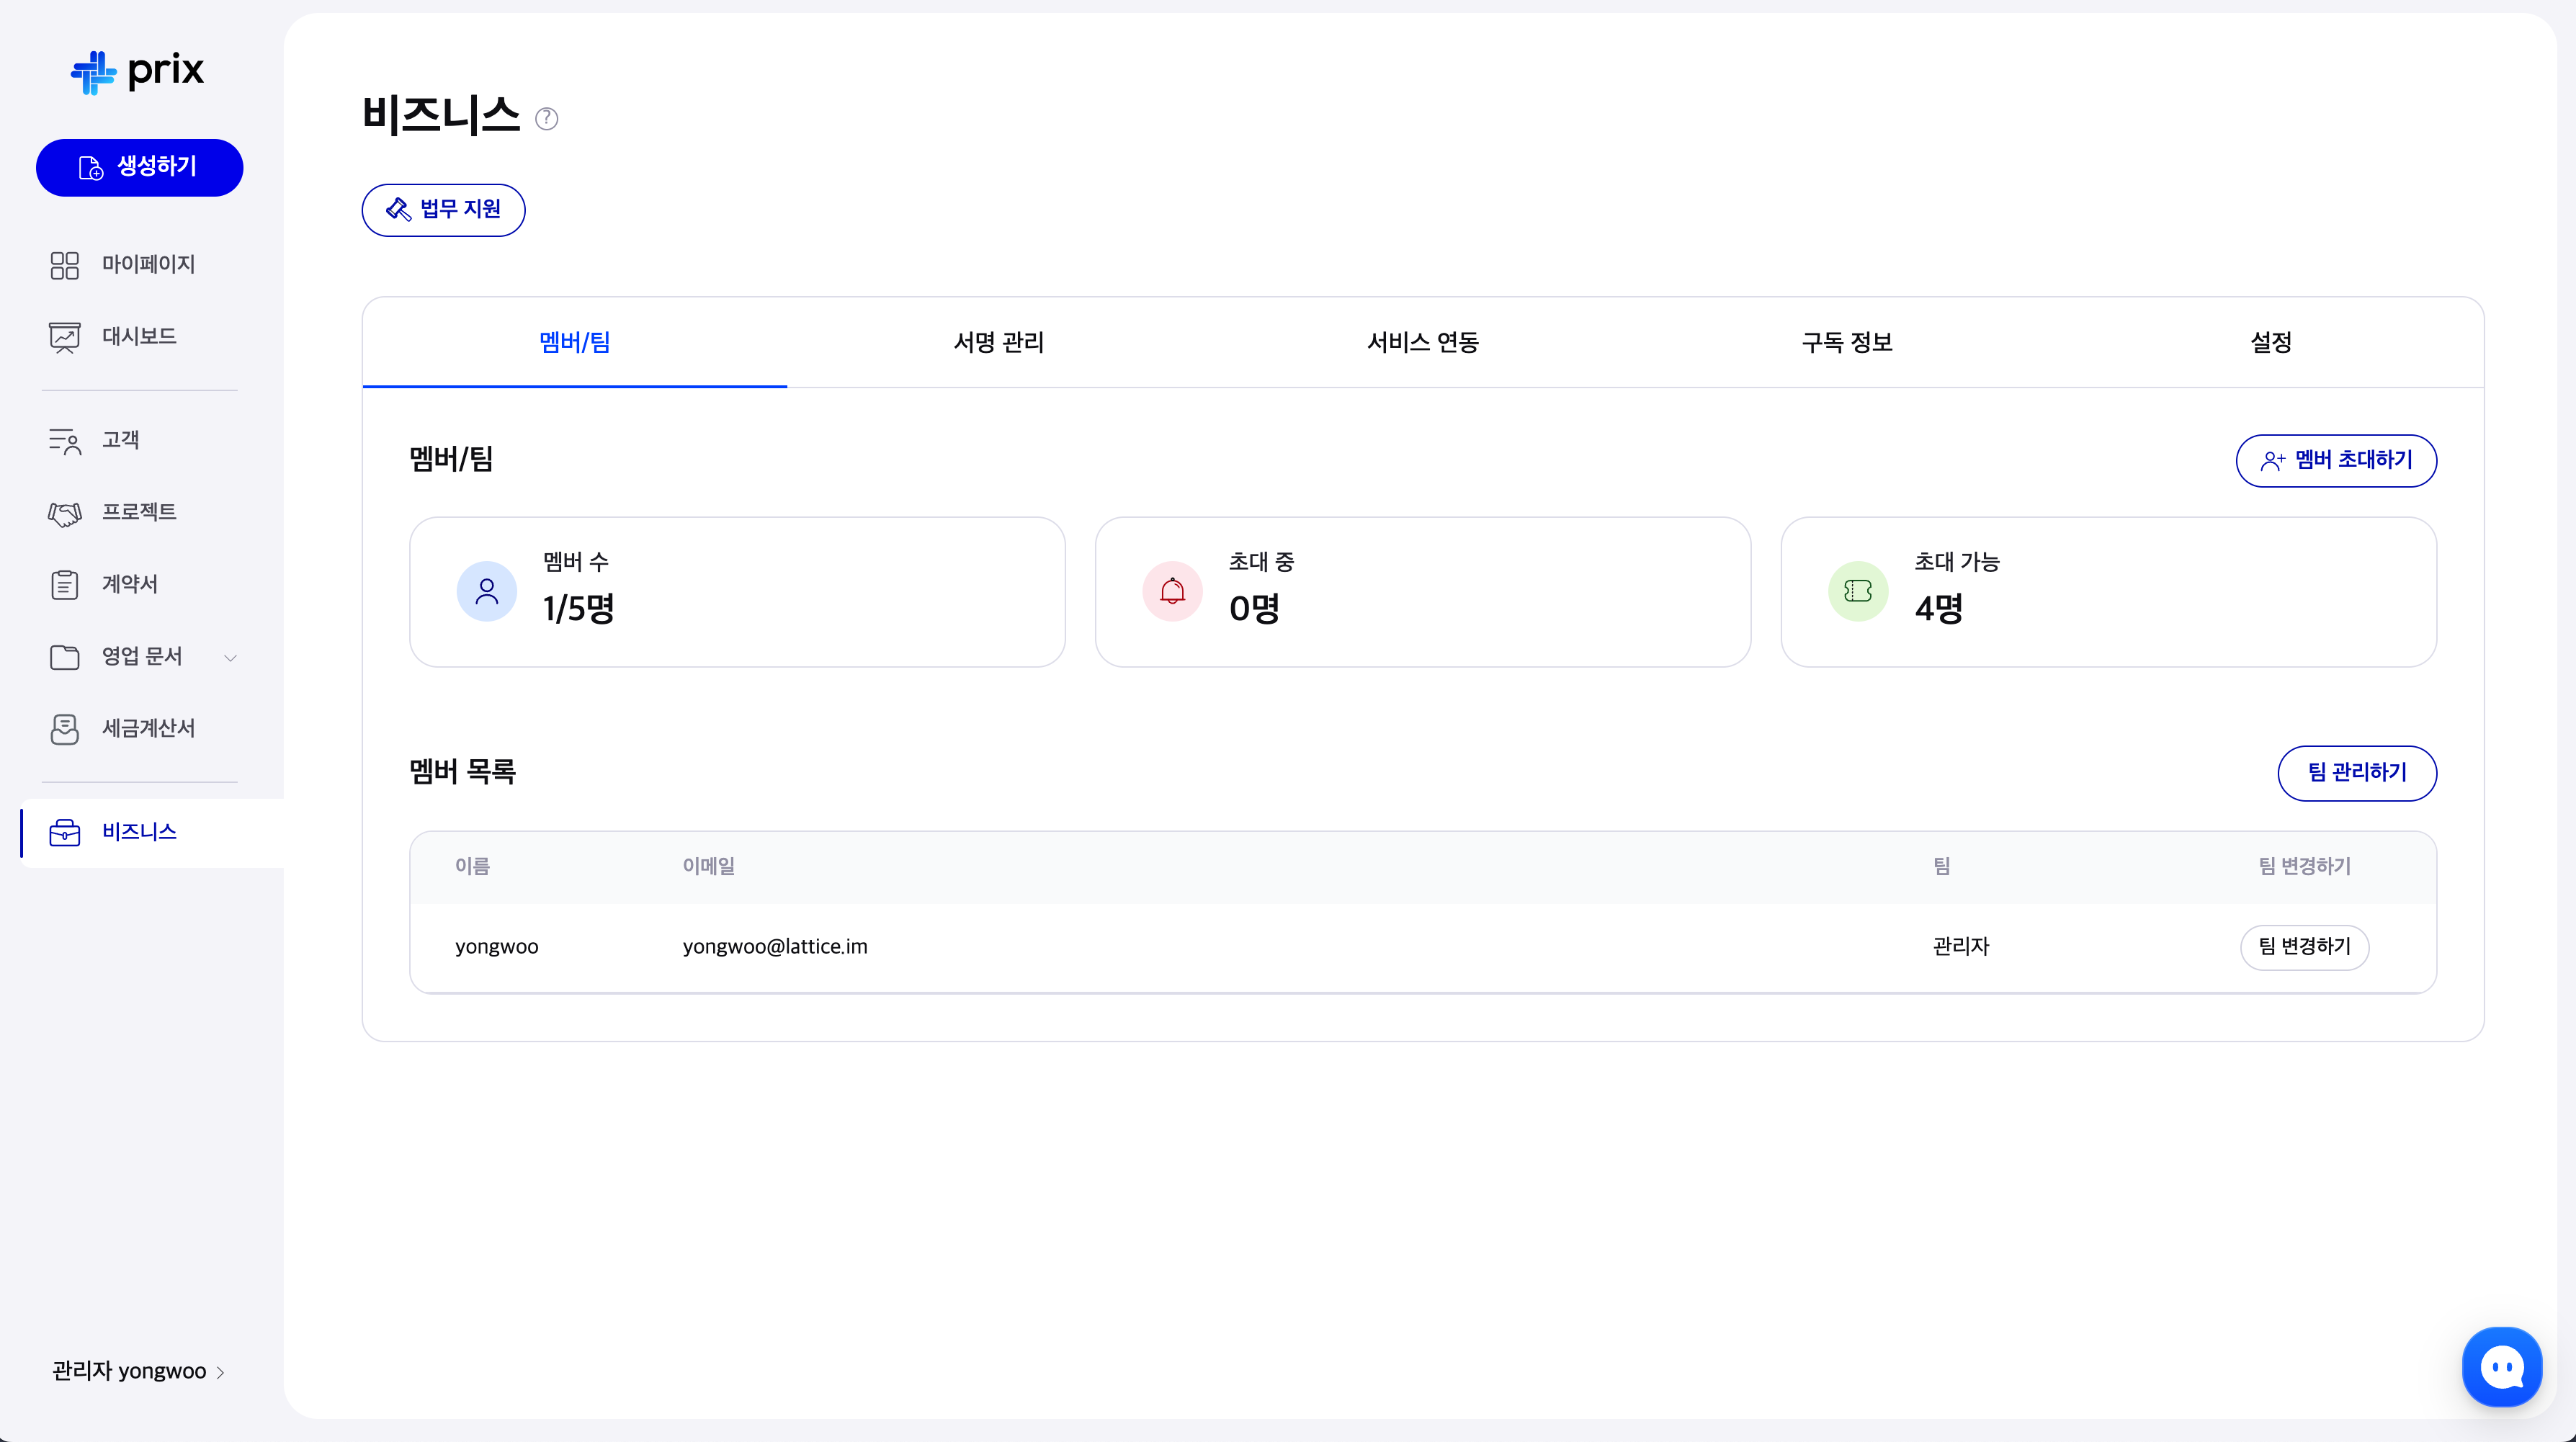 prix
생성하기
마이페이지
대시보드
고객
프로젝트
계약서
영업 문서
세금계산서
비즈니스
관리자 yongwoo
비즈니스 ?
법무 지원
멤버/팀 서명 관리 서비스 연동 구독 정보 설정
멤버/팀 멤버 초대하기
멤버 수
1/5명
초대 중
0명
초대 가능
4명
멤버 목록 팀 관리하기
이름 이메일 팀 팀 변경하기
yongwoo yongwoo@lattice.im 관리자 팀 변경하기